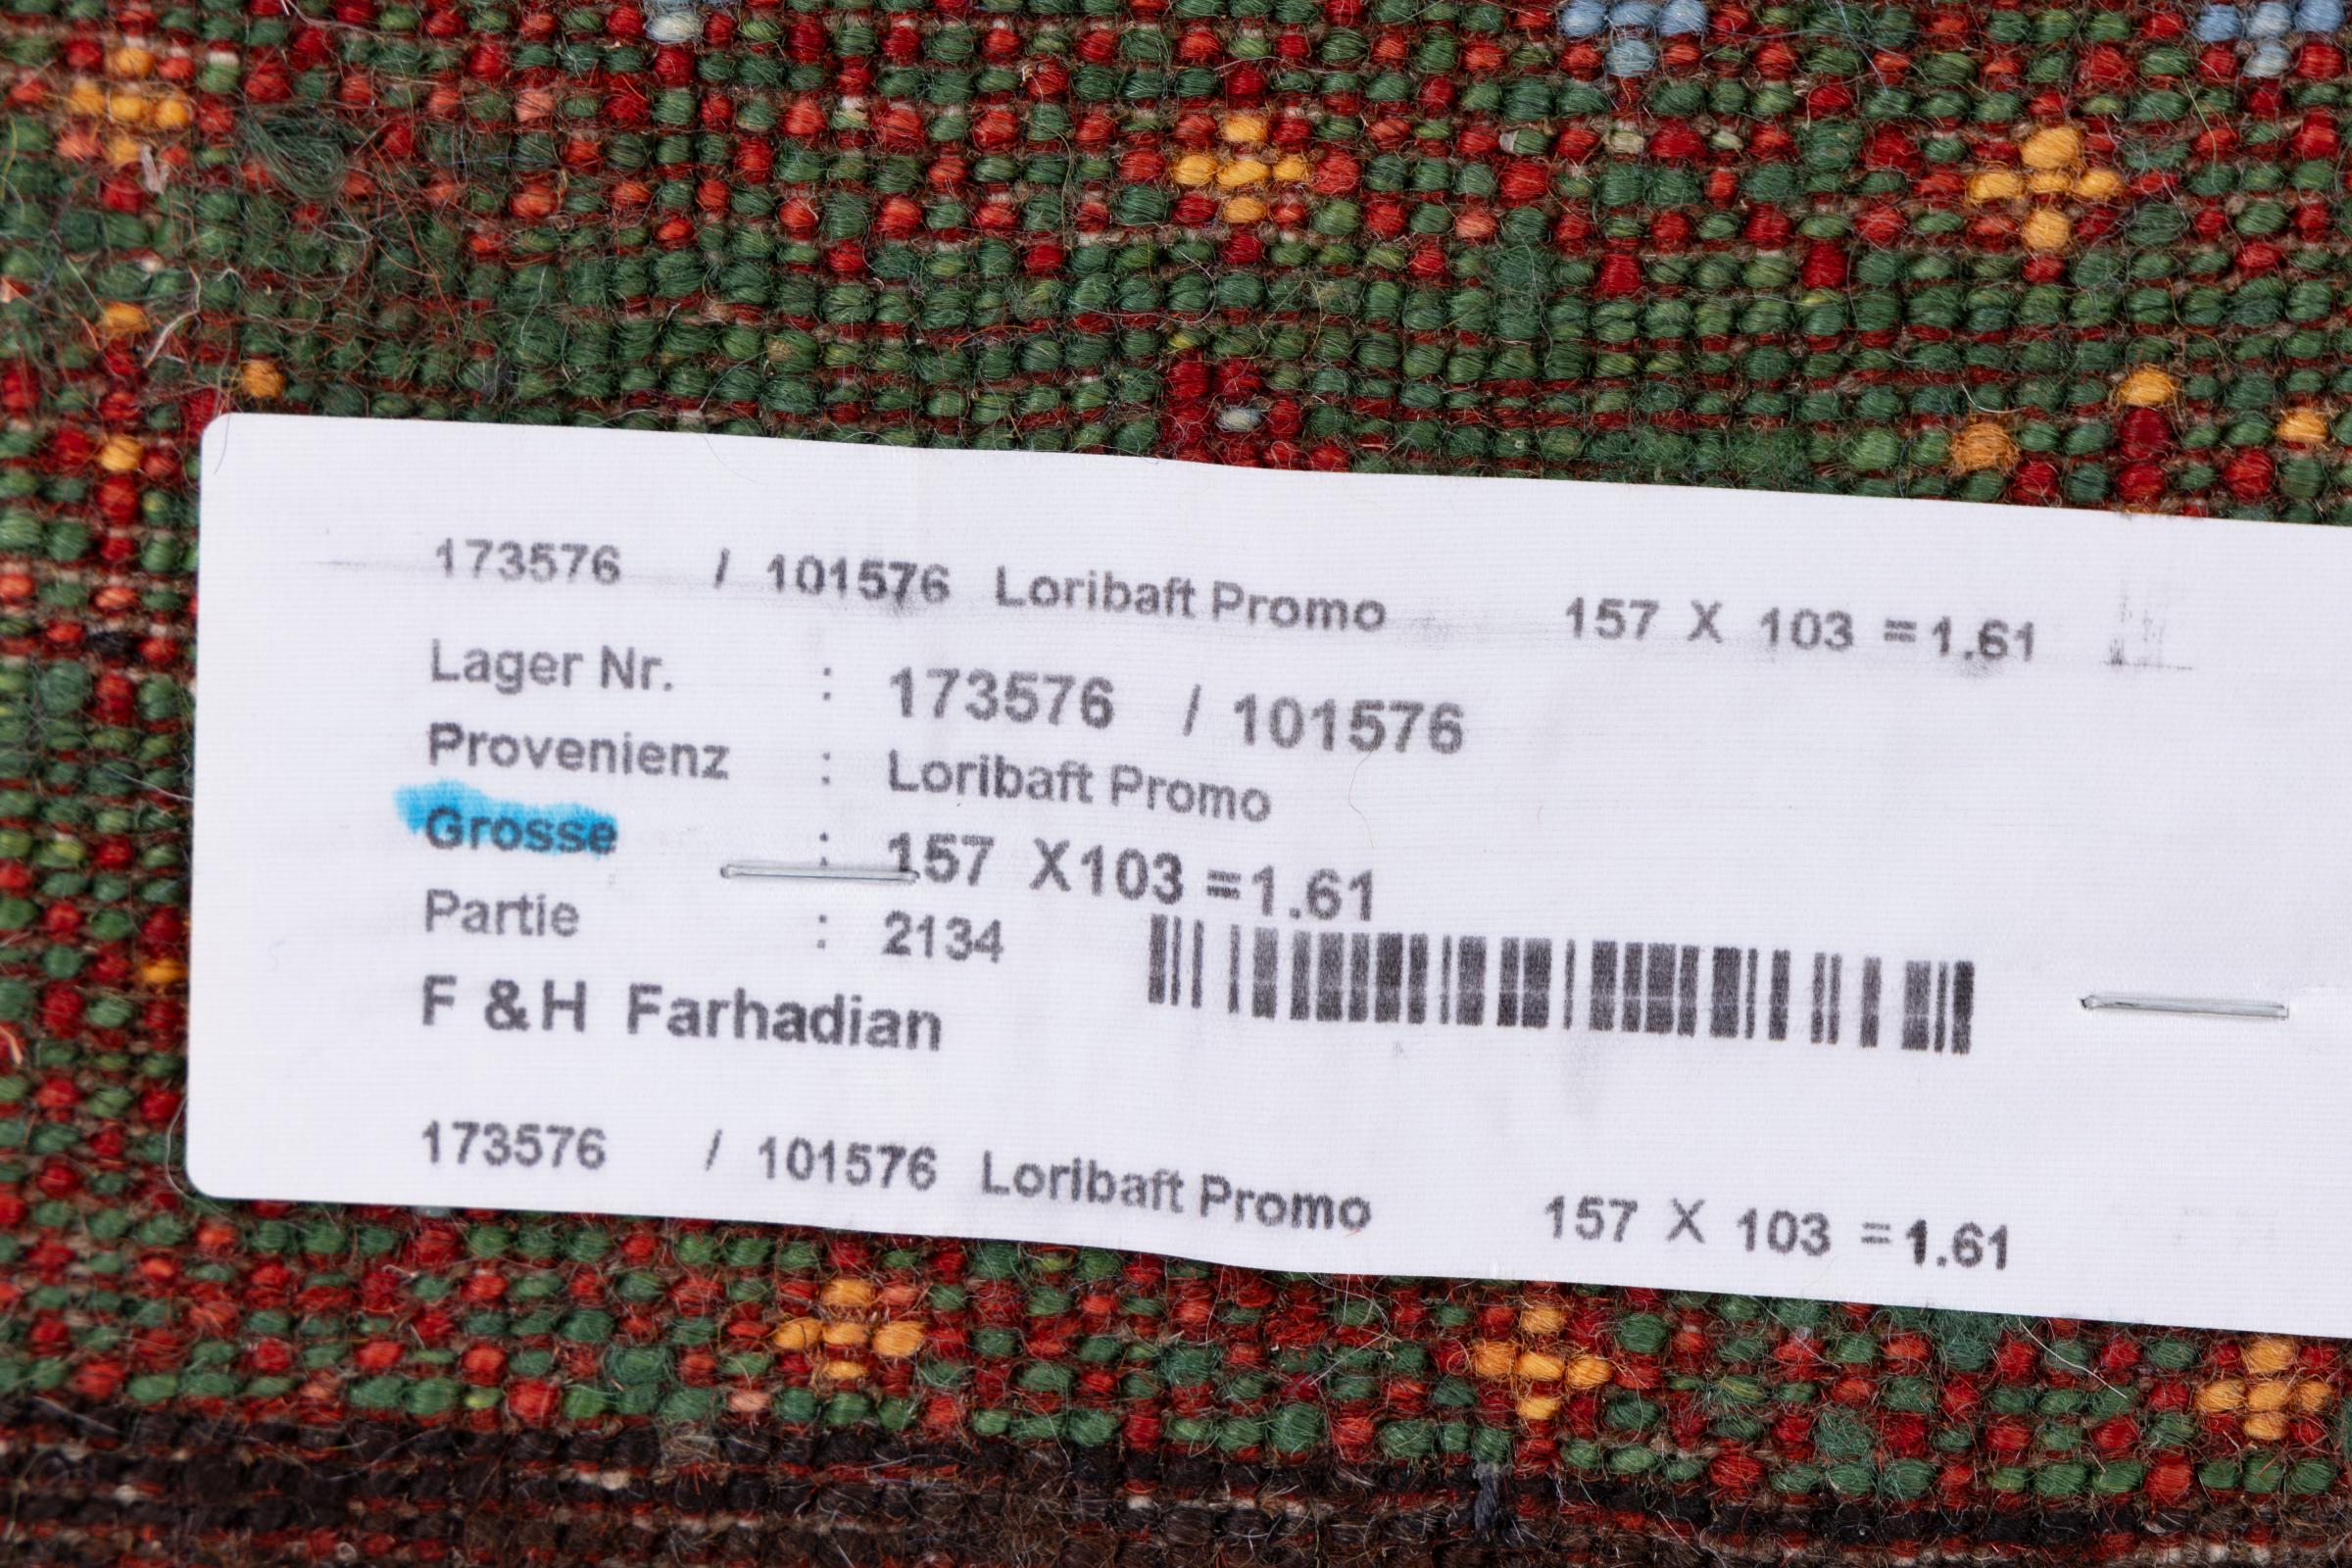 173576 / 101576 Loribaft Promo 157 X 103 =1.61
Lager Nr. : 173576 / 101576
Provenienz : Loribaft Promo
Grosse : 157 X103 =1.61
Partie : 2134
F &H Farhadian
173576 / 101576 Loribaft Promo 157 X 103 =1.61